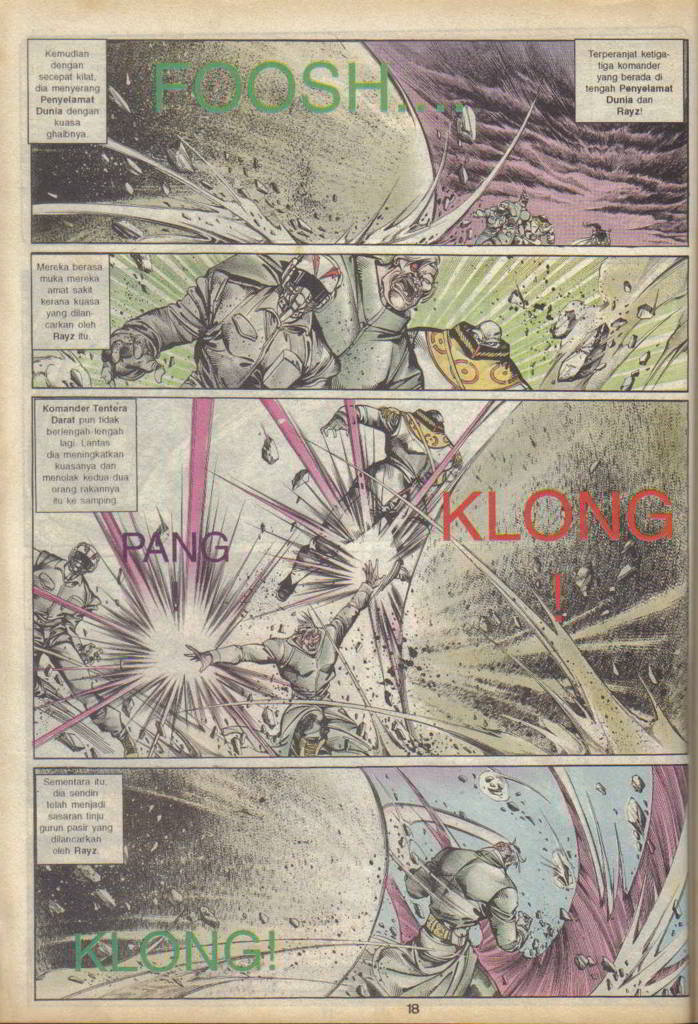 Kemudian
dengan
secepat kilat,
dia menyerang
Penyelamat
Dunia dengan
kuasa
ghaibnya.
FOOSH....
Terperanjat ketiga-
tiga komander
yang berada di
tengah Penyelamat
Dunia dan
Rayz!
Mereka berasa
muka mereka
amat sakit
kerana kuasa
yang dilan-
carkan oleh
Rayz itu.
Komander Tentera
Darat pun tidak
berlengah-lengah
lagi. Lantas
dia meningkatkan
kuasanya dan
menolak kedua-dua
orang rakannya
itu ke samping.
PANG
KLONG
!
Sementara itu,
dia sendiri
telah menjadi
sasaran tinju
gurun pasir yang
dilancarkan
oleh Rayz.
KLONG!
18